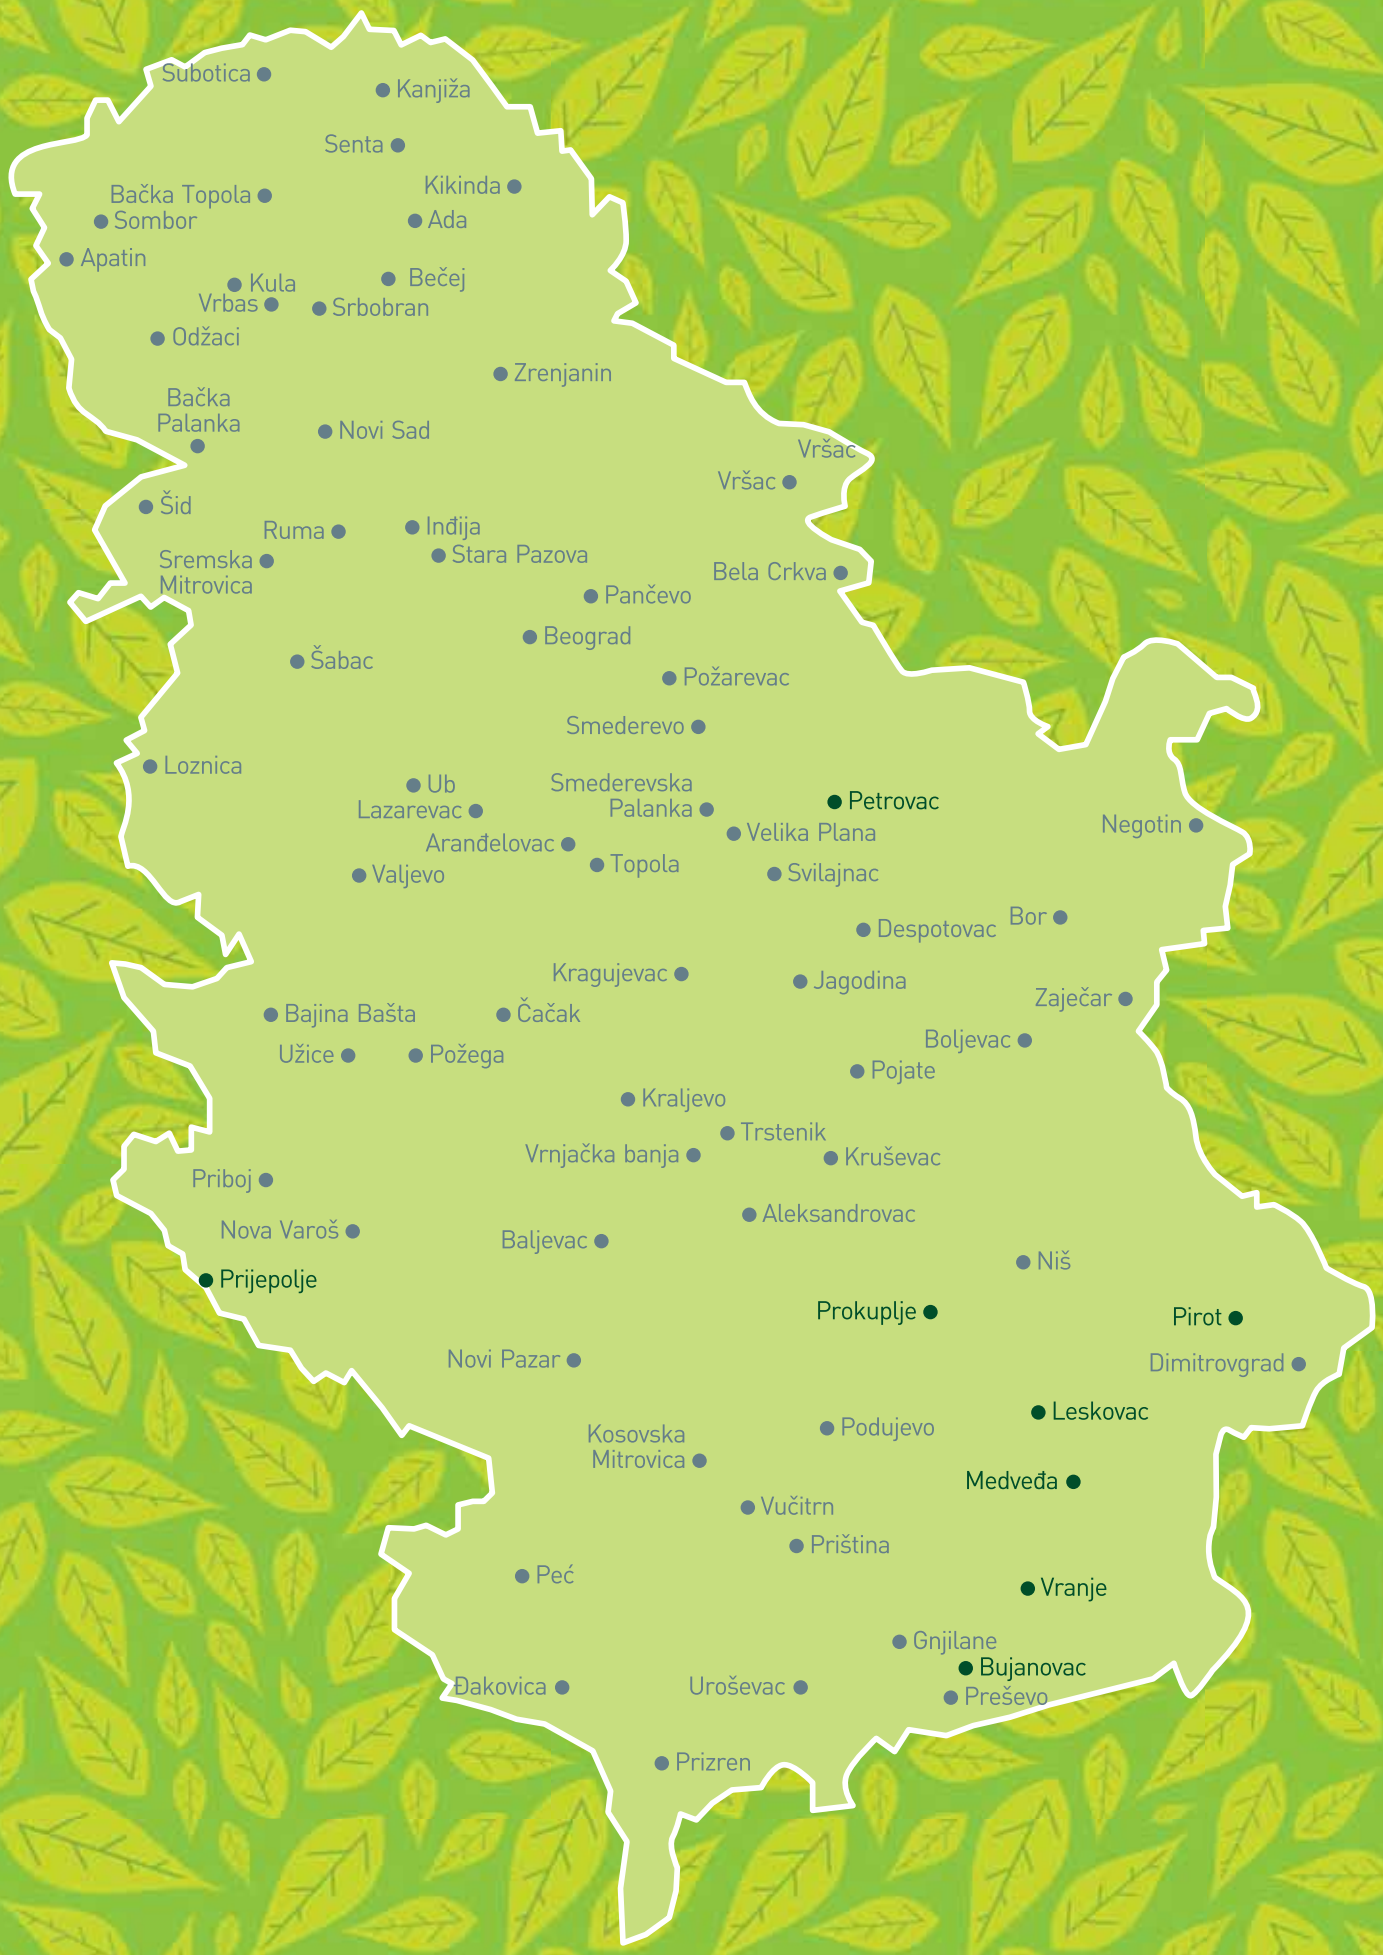 Subotica
Kanjiža
Senta
Kikinda
Bačka Topola
Sombor
Ada
Apatin
Bečej
Kula
Vrbas
Srbobran
Odžaci
Zrenjanin
Bačka
Palanka
Novi Sad
Vršac
Vršac
Šid
Ruma
Inđija
Stara Pazova
Sremska
Mitrovica
Bela Crkva
Pančevo
Beograd
Šabac
Požarevac
Smederevo
Loznica
Ub
Smederevska
Palanka
Lazarevac
Petrovac
Negotin
Velika Plana
Aranđelovac
Topola
Valjevo
Svilajnac
Bor
Despotovac
Kragujevac
Jagodina
Zaječar
Bajina Bašta
Čačak
Boljevac
Užice
Požega
Pojate
Kraljevo
Trstenik
Vrnjačka banja
Kruševac
Priboj
Aleksandrovac
Nova Varoš
Baljevac
Niš
Prijepolje
Prokuplje
Pirot
Novi Pazar
Dimitrovgrad
Leskovac
Podujevo
Kosovska
Mitrovica
Medveđa
Vučitrn
Priština
Peć
Vranje
Gnjilane
Bujanovac
Đakovica
Uroševac
Preševo
Prizren